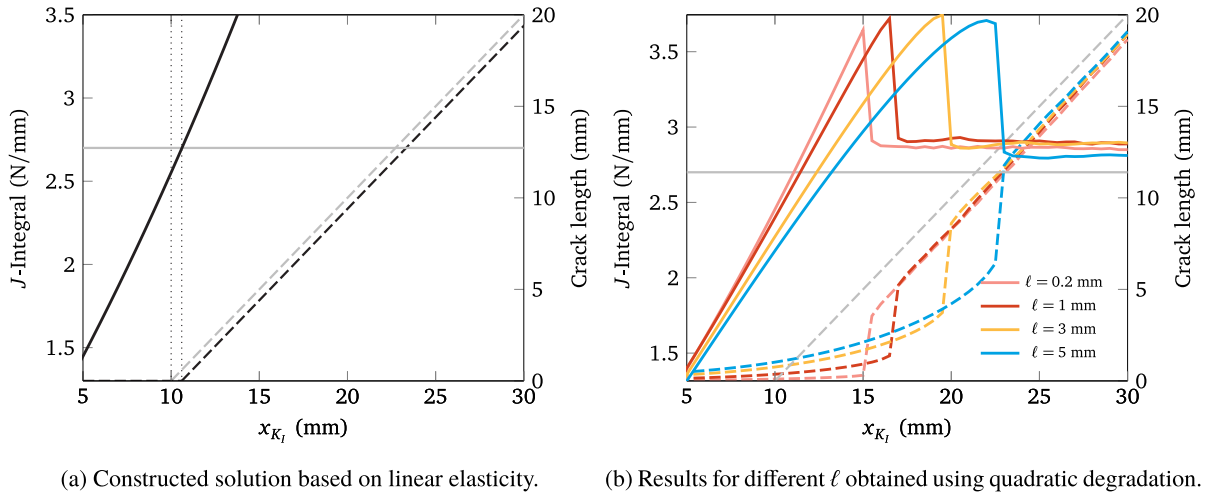 3.5
3
2.5
2
1.5
J-Integral (N/mm)
20
15
10
5
0
Crack length (mm)
5 10 15 20 25 30
x_{K_I} (mm)
(a) Constructed solution based on linear elasticity.
3.5
3
2.5
2
1.5
J-Integral (N/mm)
20
15
10
5
0
Crack length (mm)
ℓ = 0.2 mm
ℓ = 1 mm
ℓ = 3 mm
ℓ = 5 mm
5 10 15 20 25 30
x_{K_I} (mm)
(b) Results for different ℓ obtained using quadratic degradation.